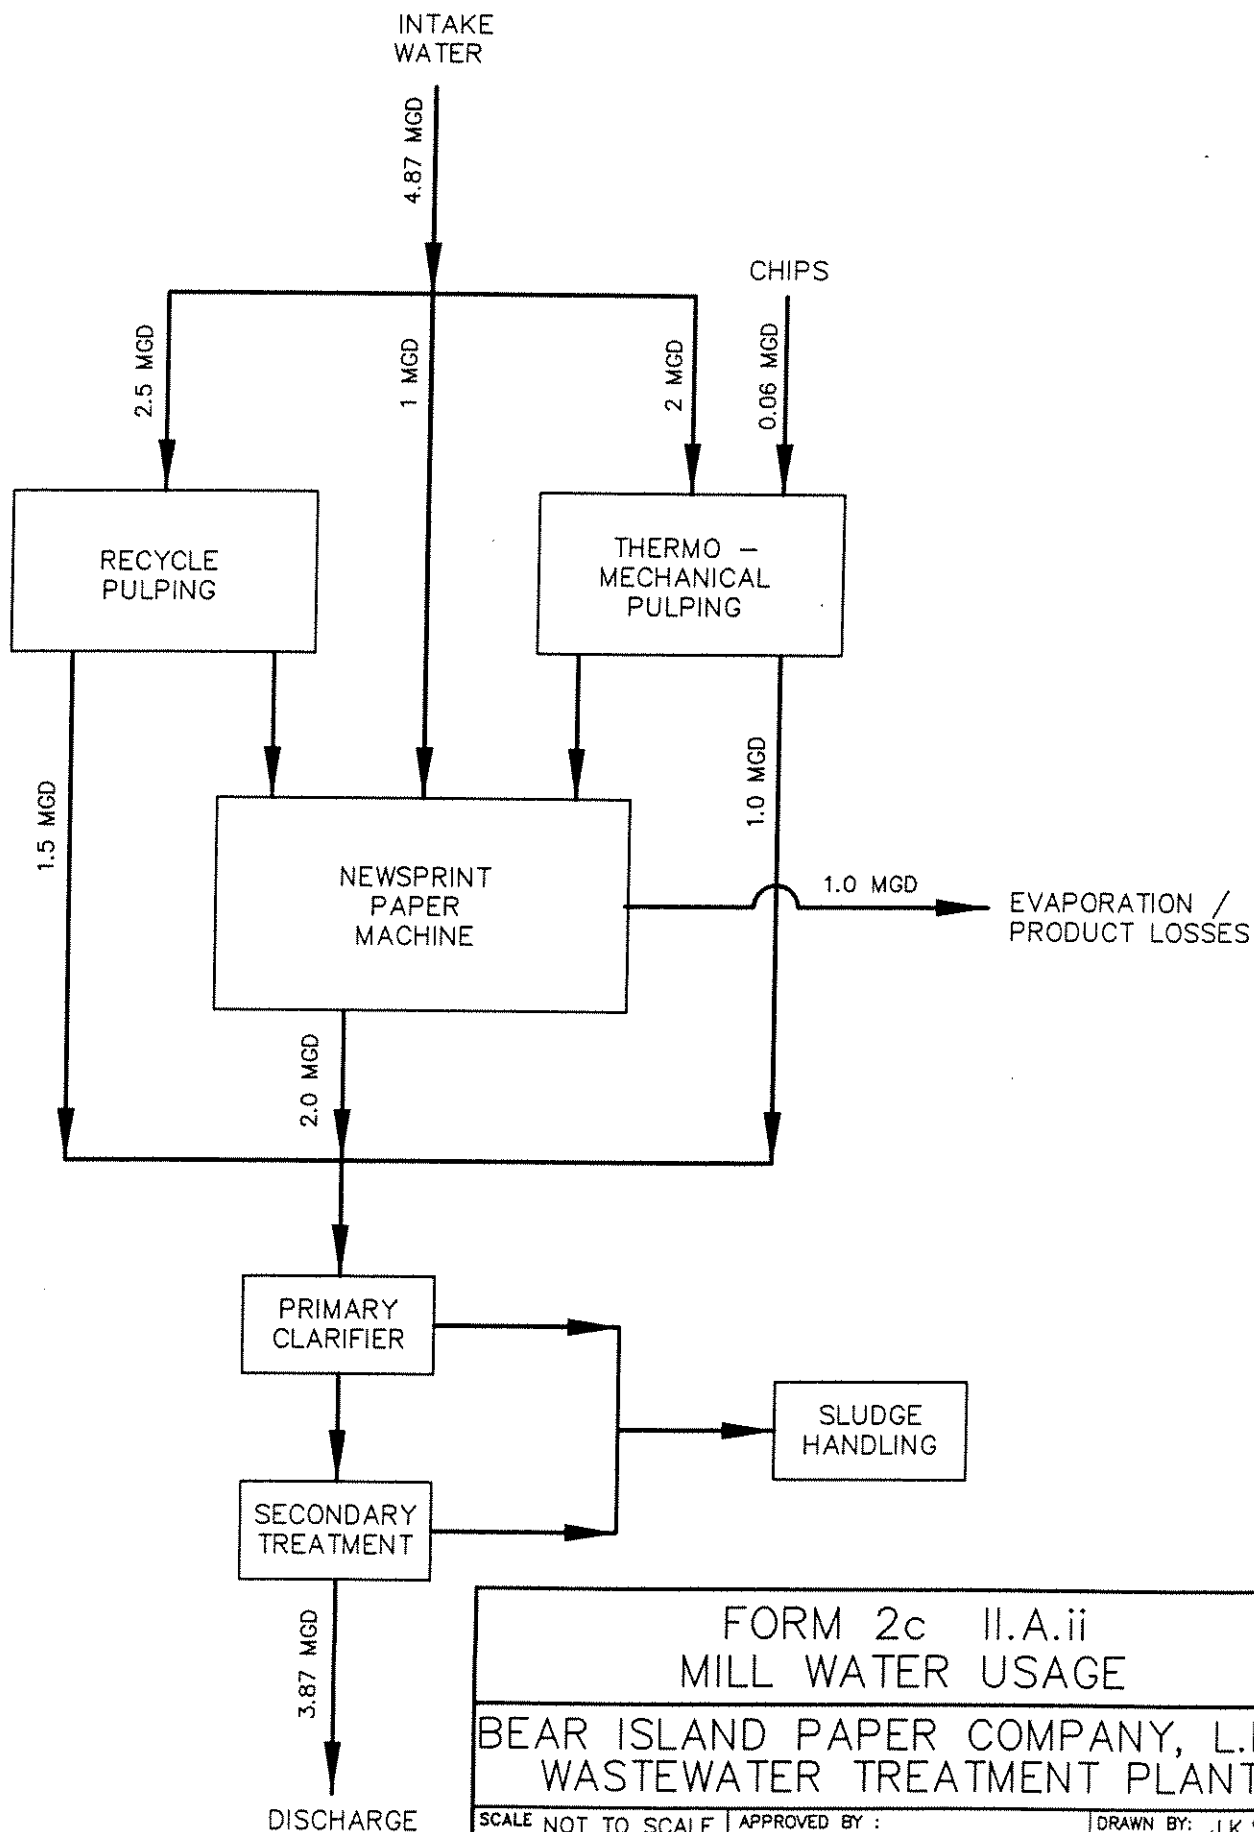 INTAKE
WATER
4.87 MGD
CHIPS
2.5 MGD
1 MGD
2 MGD
0.06 MGD
RECYCLE
PULPING
THERMO –
MECHANICAL
PULPING
1.5 MGD
1.0 MGD
NEWSPRINT
PAPER
MACHINE
1.0 MGD
EVAPORATION /
PRODUCT LOSSES
2.0 MGD
PRIMARY
CLARIFIER
SLUDGE
HANDLING
SECONDARY
TREATMENT
3.87 MGD
DISCHARGE
FORM 2c II.A.ii
MILL WATER USAGE
BEAR ISLAND PAPER COMPANY, L.
WASTEWATER TREATMENT PLANT
SCALE NOT TO SCALE APPROVED BY : DRAWN BY: J.K.